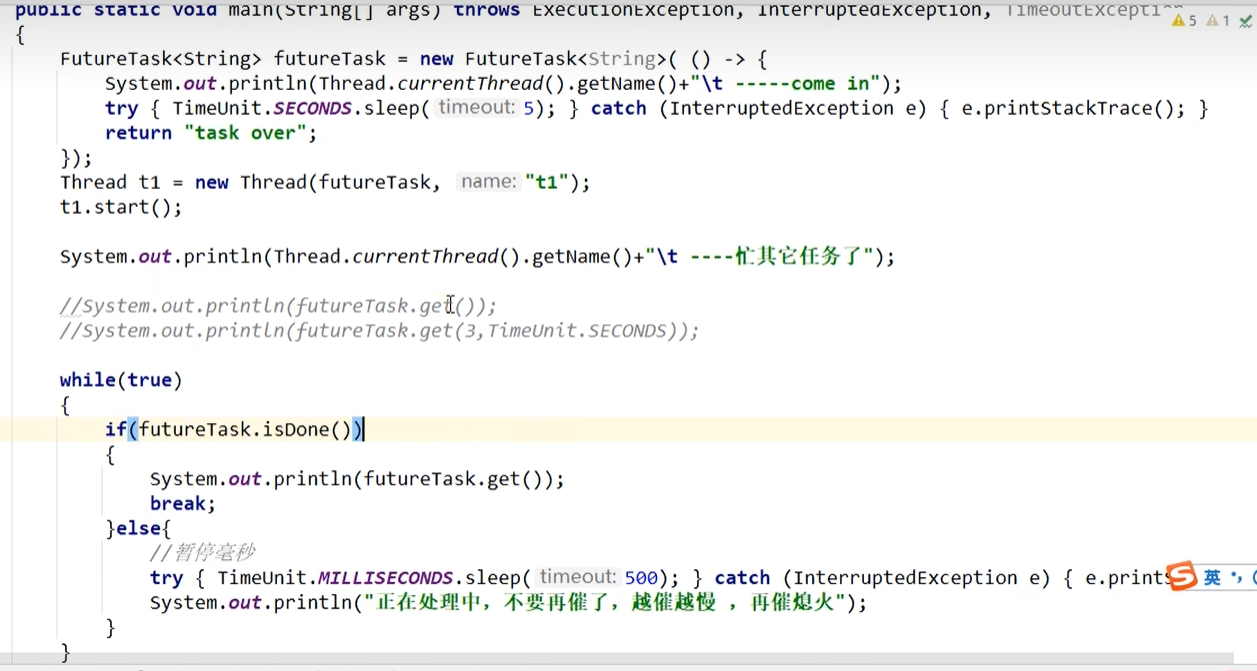 public static void main(String[] args) throws ExecutionException, InterruptedException, TimeoutExcepti
5 1
{
FutureTask<String> futureTask = new FutureTask<String>( () -> {
System.out.println(Thread.currentThread().getName()+"\t -----come in");
try { TimeUnit.SECONDS.sleep( timeout: 5); } catch (InterruptedException e) { e.printStackTrace(); }
return "task over";
});
Thread t1 = new Thread(futureTask, name: "t1");
t1.start();
System.out.println(Thread.currentThread().getName()+"\t ----忙其它任务了");
//System.out.println(futureTask.get());
//System.out.println(futureTask.get(3,TimeUnit.SECONDS));
while(true)
{
if(futureTask.isDone())
{
System.out.println(futureTask.get());
break;
}else{
//暂停毫秒
try { TimeUnit.MILLISECONDS.sleep( timeout: 500); } catch (InterruptedException e) { e.prints
S 英
System.out.println("正在处理中，不要再催了，越催越慢 ，再催熄火");
}
}